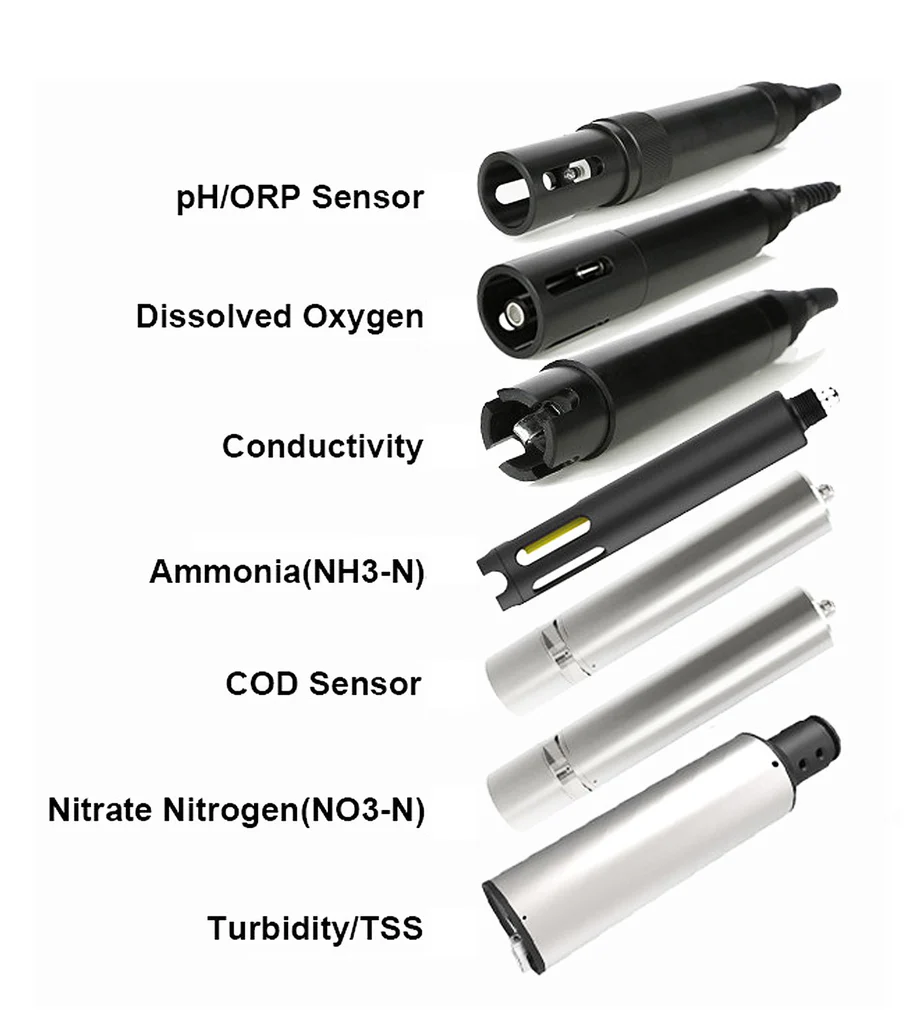 pH/ORP Sensor
Dissolved Oxygen
Conductivity
Ammonia(NH3-N)
COD Sensor
Nitrate Nitrogen(NO3-N)
Turbidity/TSS